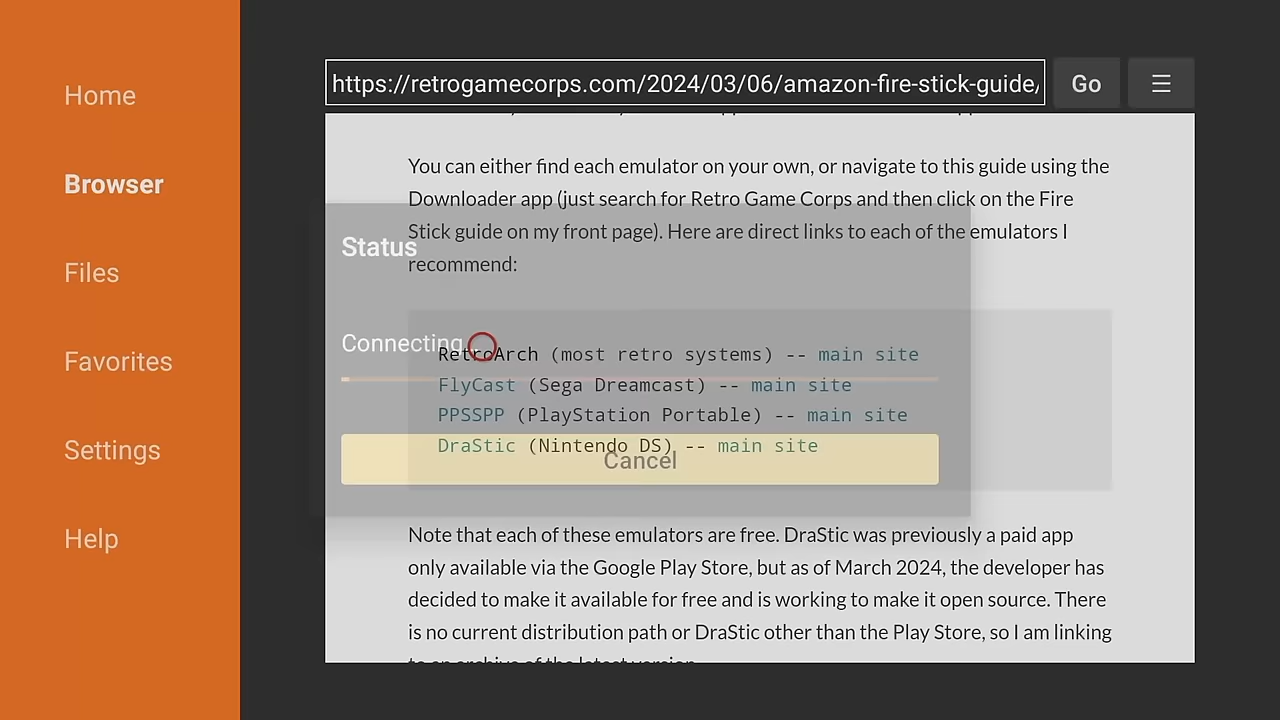 Home
Browser
Files
Favorites
Settings
Help
https://retrogamecorps.com/2024/03/06/amazon-fire-stick-guide/
Go
☰
You can either find each emulator on your own, or navigate to this guide using the
Downloader app (just search for Retro Game Corps and then click on the Fire
Stick guide on my front page). Here are direct links to each of the emulators I
recommend:
Status
Connecting
RetroArch (most retro systems) -- main site
FlyCast (Sega Dreamcast) -- main site
PPSSPP (PlayStation Portable) -- main site
DraStic (Nintendo DS) -- main site
Cancel
Note that each of these emulators are free. DraStic was previously a paid app
only available via the Google Play Store, but as of March 2024, the developer has
decided to make it available for free and is working to make it open source. There
is no current distribution path or DraStic other than the Play Store, so I am linking
to an archive of the latest version.